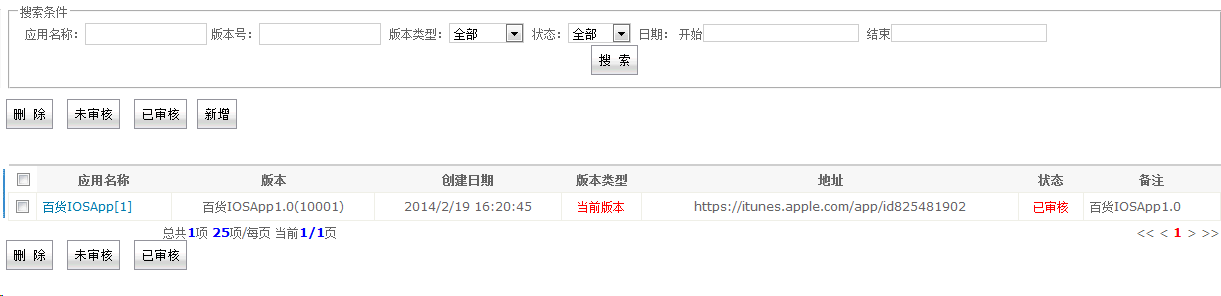 搜索条件
应用名称: 版本号: 版本类型: 全部 状态: 全部 日期: 开始 结束
搜 索
删 除 未审核 已审核 新增
应用名称 版本 创建日期 版本类型 地址 状态 备注
百货IOSApp[1] 百货IOSApp1.0(10001) 2014/2/19 16:20:45 当前版本 https://itunes.apple.com/app/id825481902 已审核 百货IOSApp1.0
总共1项 25项/每页 当前1/1页 << < 1 > >>
删 除 未审核 已审核